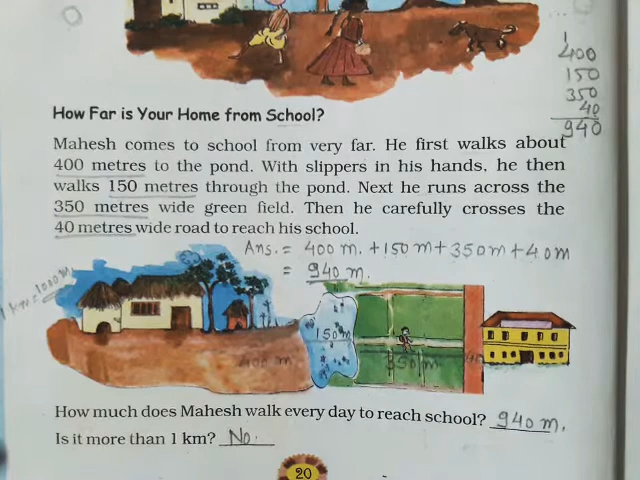 1
400
150
350
40
940
How Far is Your Home from School?
Mahesh comes to school from very far. He first walks about
400 metres to the pond. With slippers in his hands, he then
walks 150 metres through the pond. Next he runs across the
350 metres wide green field. Then he carefully crosses the
40 metres wide road to reach his school.
Ans. = 400 m. + 150 m + 350 m + 40 m
= 940 m.
1 km = 1000 M
150 m
400 m
350 m
40
How much does Mahesh walk every day to reach school? 940 m.
Is it more than 1 km? No.
20